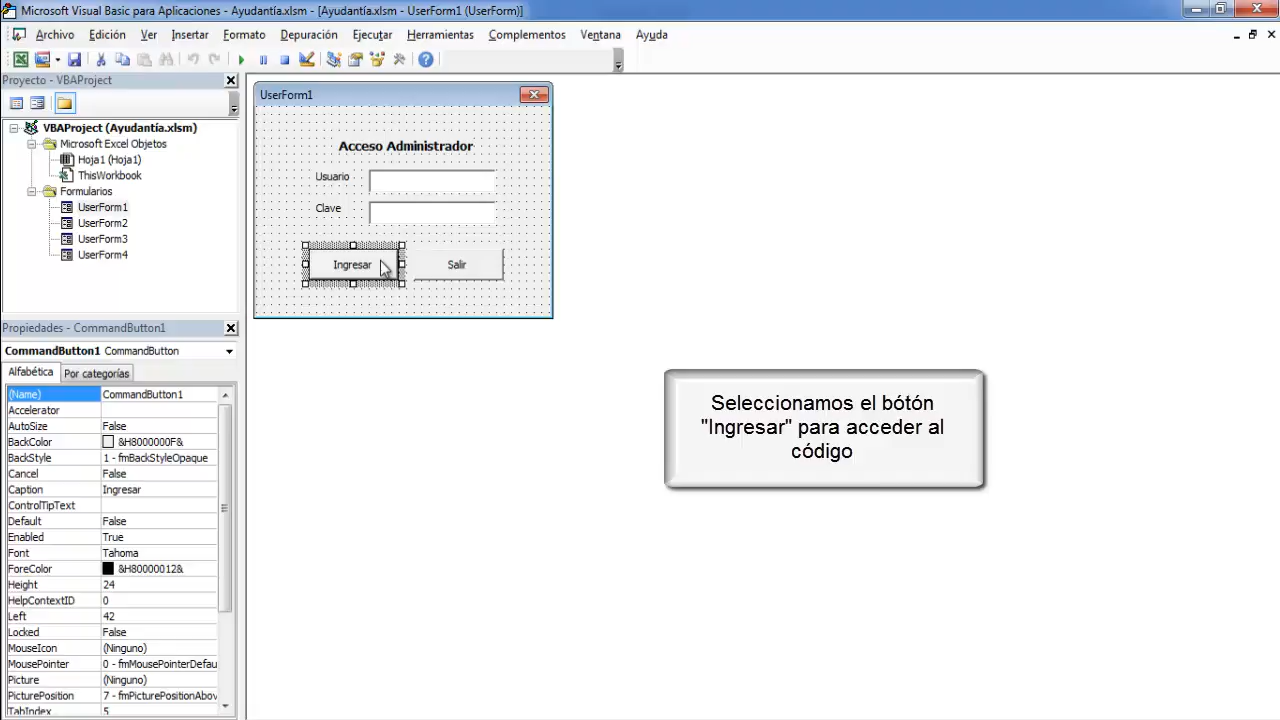 Microsoft Visual Basic para Aplicaciones - Ayudantía.xlsm - [Ayudantía.xlsm - UserForm1 (UserForm)]
Archivo Edición Ver Insertar Formato Depuración Ejecutar Herramientas Complementos Ventana Ayuda
Proyecto - VBAProject
VBAProject (Ayudantía.xlsm)
Microsoft Excel Objetos
Hoja1 (Hoja1)
ThisWorkbook
Formularios
UserForm1
UserForm2
UserForm3
UserForm4
Propiedades - CommandButton1
CommandButton1 CommandButton
Alfabética Por categorías
(Name) CommandButton1
Accelerator
AutoSize False
BackColor &H8000000F&
BackStyle 1 - fmBackStyleOpaque
Cancel False
Caption Ingresar
ControlTipText
Default False
Enabled True
Font Tahoma
ForeColor &H80000012&
Height 24
HelpContextID 0
Left 42
Locked False
MouseIcon (Ninguno)
MousePointer 0 - fmMousePointerDefau
Picture (Ninguno)
PicturePosition 7 - fmPicturePositionAbov
TabIndex 5
UserForm1
Acceso Administrador
Usuario
Clave
Ingresar Salir
Seleccionamos el bótón
"Ingresar" para acceder al
código